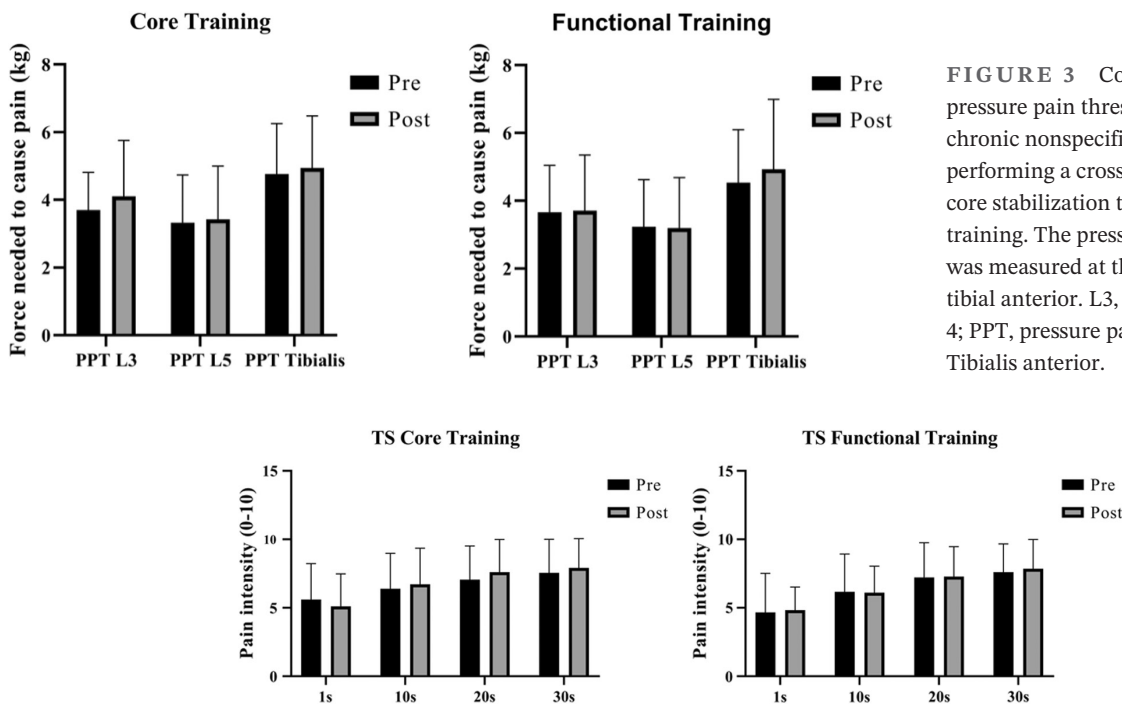 Core Training
Force needed to cause pain (kg)
8
6
4
2
0
PPT L3 PPT L5 PPT Tibialis
Pre
Post
Functional Training
Force needed to cause pain (kg)
8
6
4
2
0
PPT L3 PPT L5 PPT Tibialis
Pre
Post
FIGURE 3
pressure pain
chronic
performing a cross
core stabilization
training. The
was measured at
tibial anterior. L3,
4; PPT, pressure
Tibialis anterior.
TS Core Training
Pain intensity (0-10)
15
10
5
0
1s 10s 20s 30s
Pre
Post
TS Functional Training
Pain intensity (0-10)
15
10
5
0
1s 10s 20s 30s
Pre
Post